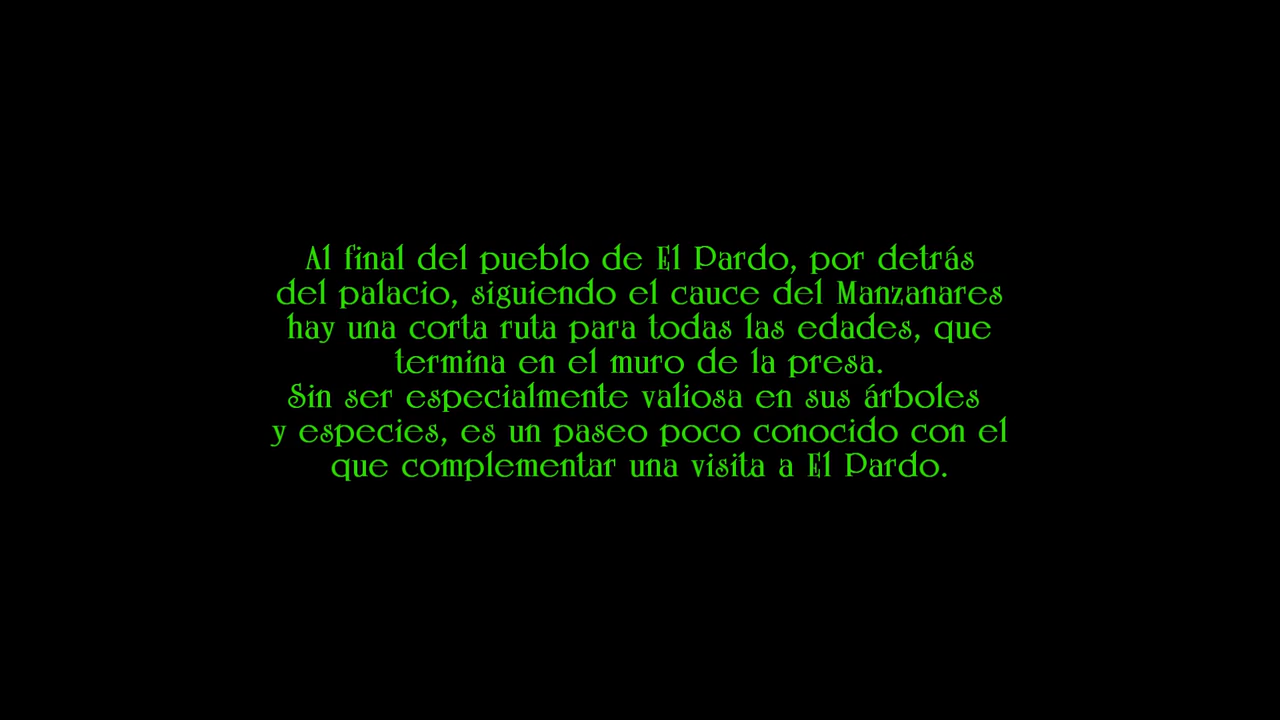 Al final del pueblo de El Pardo, por detrás
del palacio, siguiendo el cauce del Manzanares
hay una corta ruta para todas las edades, que
termina en el muro de la presa.
Sin ser especialmente valiosa en sus árboles
y especies, es un paseo poco conocido con el
que complementar una visita a El Pardo.